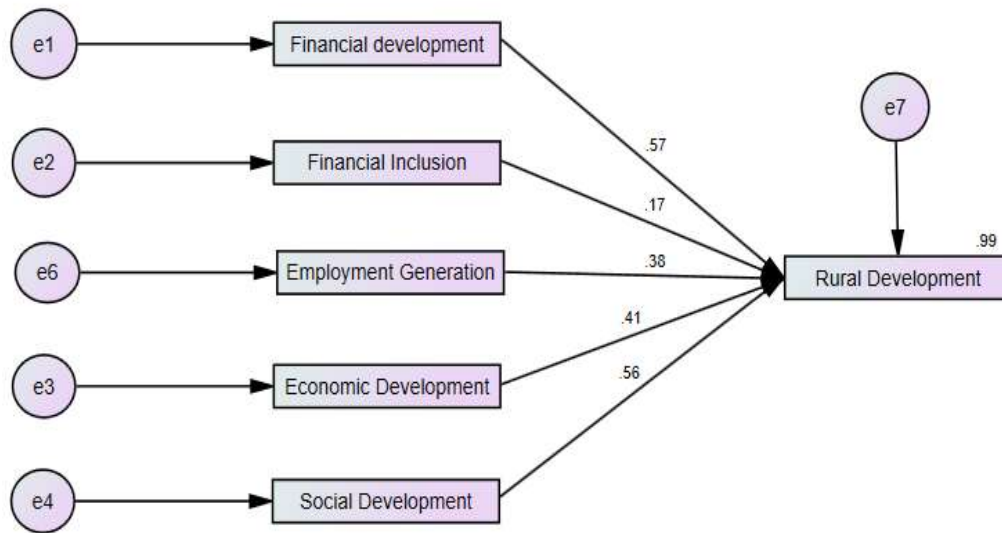 e1
Financial development
e7
.57
e2
Financial Inclusion
.17
.99
e6
Employment Generation
.38
Rural Development
.41
e3
Economic Development
.56
e4
Social Development